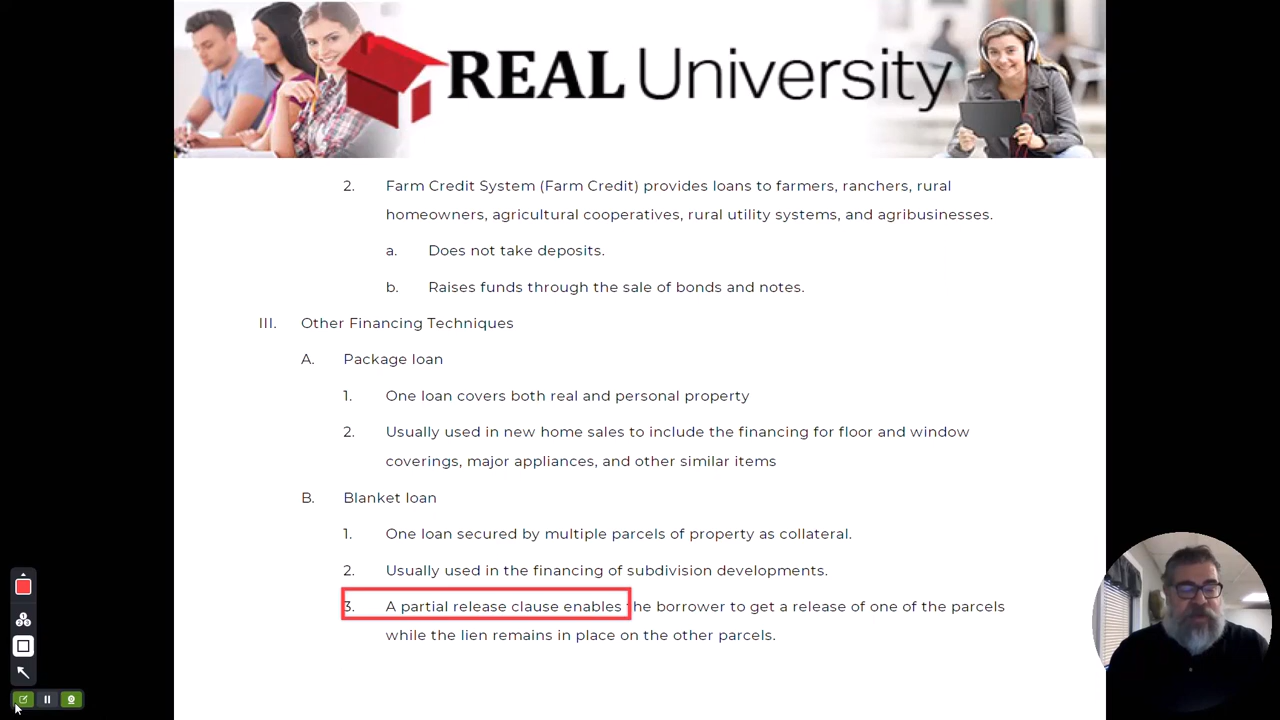 REAL University
2. Farm Credit System (Farm Credit) provides loans to farmers, ranchers, rural
homeowners, agricultural cooperatives, rural utility systems, and agribusinesses.
a. Does not take deposits.
b. Raises funds through the sale of bonds and notes.
III. Other Financing Techniques
A. Package loan
1. One loan covers both real and personal property
2. Usually used in new home sales to include the financing for floor and window
coverings, major appliances, and other similar items
B. Blanket loan
1. One loan secured by multiple parcels of property as collateral.
2. Usually used in the financing of subdivision developments.
3. A partial release clause enables the borrower to get a release of one of the parcels
while the lien remains in place on the other parcels.